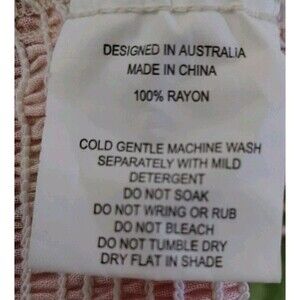 DESIGNED IN AUSTRALIA
MADE IN CHINA
100% RAYON
COLD GENTLE MACHINE WASH
SEPARATELY WITH MILD
DETERGENT
DO NOT SOAK
DO NOT WRING OR RUB
DO NOT BLEACH
DO NOT TUMBLE DRY
DRY FLAT IN SHADE